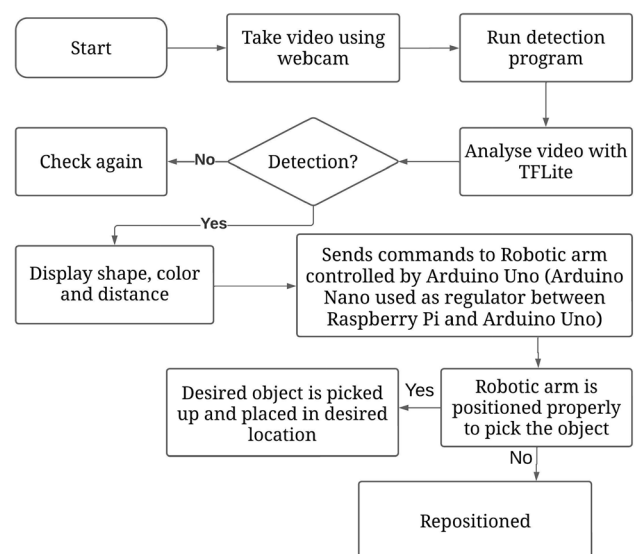 Start
Take video using
webcam
Run detection
program
Check again
No
Detection?
Analyse video with
TFLite
Yes
Display shape, color
and distance
Sends commands to Robotic arm
controlled by Arduino Uno (Arduino
Nano used as regulator between
Raspberry Pi and Arduino Uno)
Desired object is picked
up and placed in desired
location
Yes
Robotic arm is
positioned properly
to pick the object
No
Repositioned